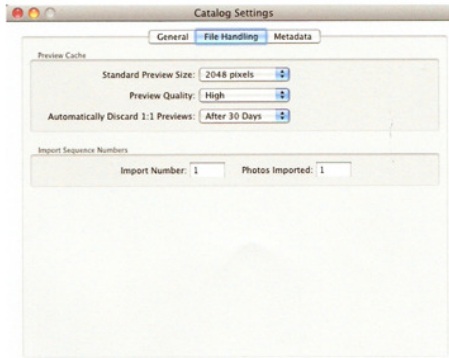 Catalog Settings
General File Handling Metadata
Preview Cache
Standard Preview Size: 2048 pixels
Preview Quality: High
Automatically Discard 1:1 Previews: After 30 Days
Import Sequence Numbers
Import Number: 1 Photos Imported: 1